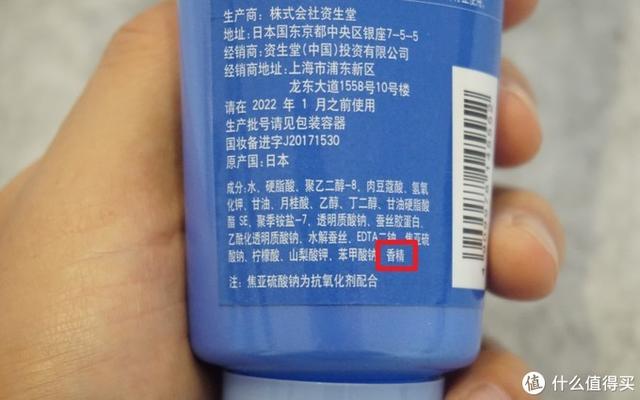 生产商：株式会社资生堂
地址：日本国东京都中央区银座7-5-5
经销商：资生堂(中国)投资有限公司
经销商地址：上海市浦东新区
龙东大道1558号10号楼
请在 2022 年 1 月之前使用
生产批号请见包装容器
国妆备进字J20171530
原产国：日本
成分：水、硬脂酸、聚乙二醇-8、肉豆蔻酸、氢氧
化钾、甘油、月桂酸、乙醇、丁二醇、甘油硬脂酸
酯 SE、聚季铵盐-7、透明质酸钠、蚕丝胶蛋白、
乙酰化透明质酸钠、水解蚕丝、EDTA二钠、焦亚硫
酸钠、柠檬酸、山梨酸钾、苯甲酸钠、香精
注：焦亚硫酸钠为抗氧化剂配合
值 什么值得买